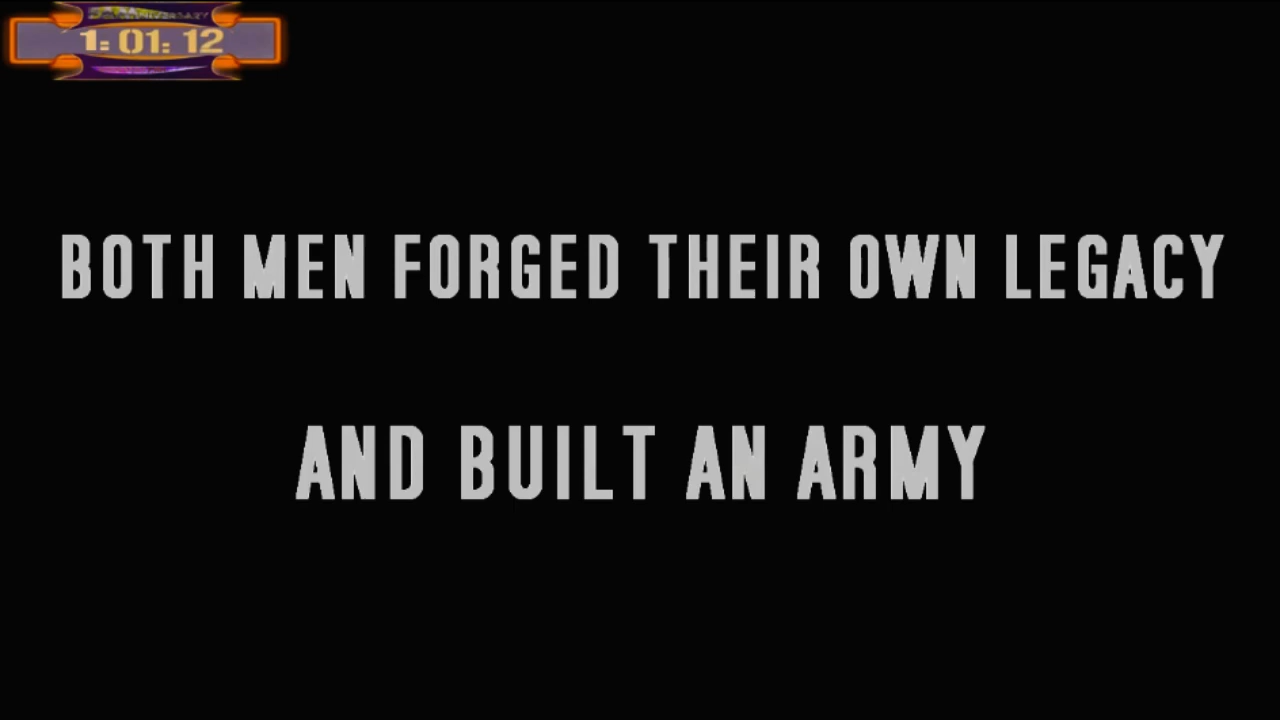 1: 01: 12
BOTH MEN FORGED THEIR OWN LEGACY
AND BUILT AN ARMY